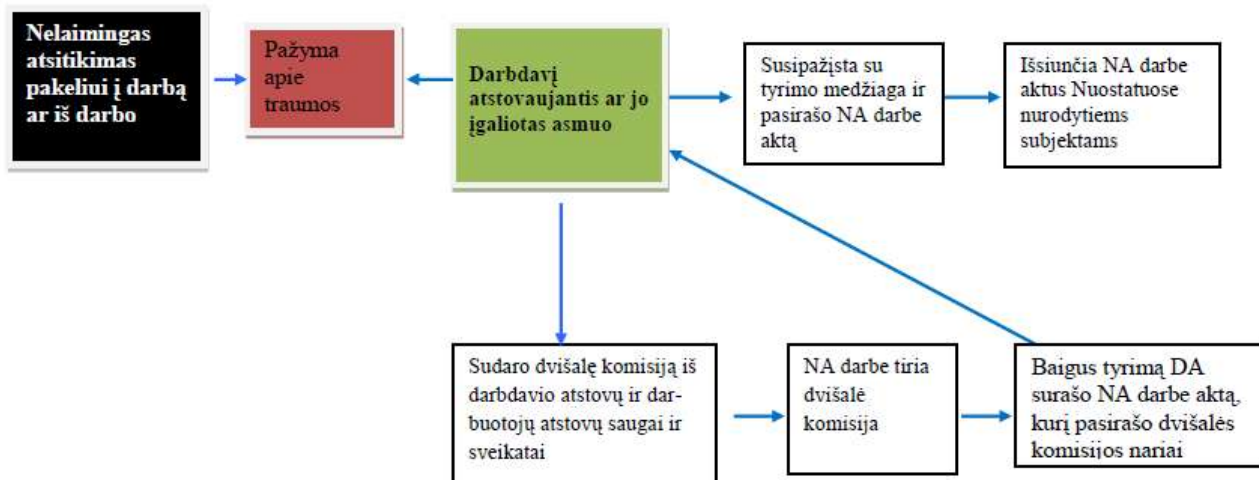 Nelaimingas
atsitikimas
pakeliui į darbą
ar iš darbo
Pažyma
apie
traumos
Darbdavį
atstovaujantis ar jo
įgaliotas asmuo
Susipažįsta su
tyrimo medžiaga ir
pasirašo NA darbe
aktą
Išsiunčia NA darbe
aktus Nuostatuose
nurodytiems
subjektams
Sudaro dvišalę komisiją iš
darbdavio atstovų ir dar-
buotojų atstovų saugai ir
sveikatai
NA darbe tiria
dvišalė
komisija
Baigus tyrimą DA
surašo NA darbe aktą,
kurį pasirašo dvišalės
komisijos nariai